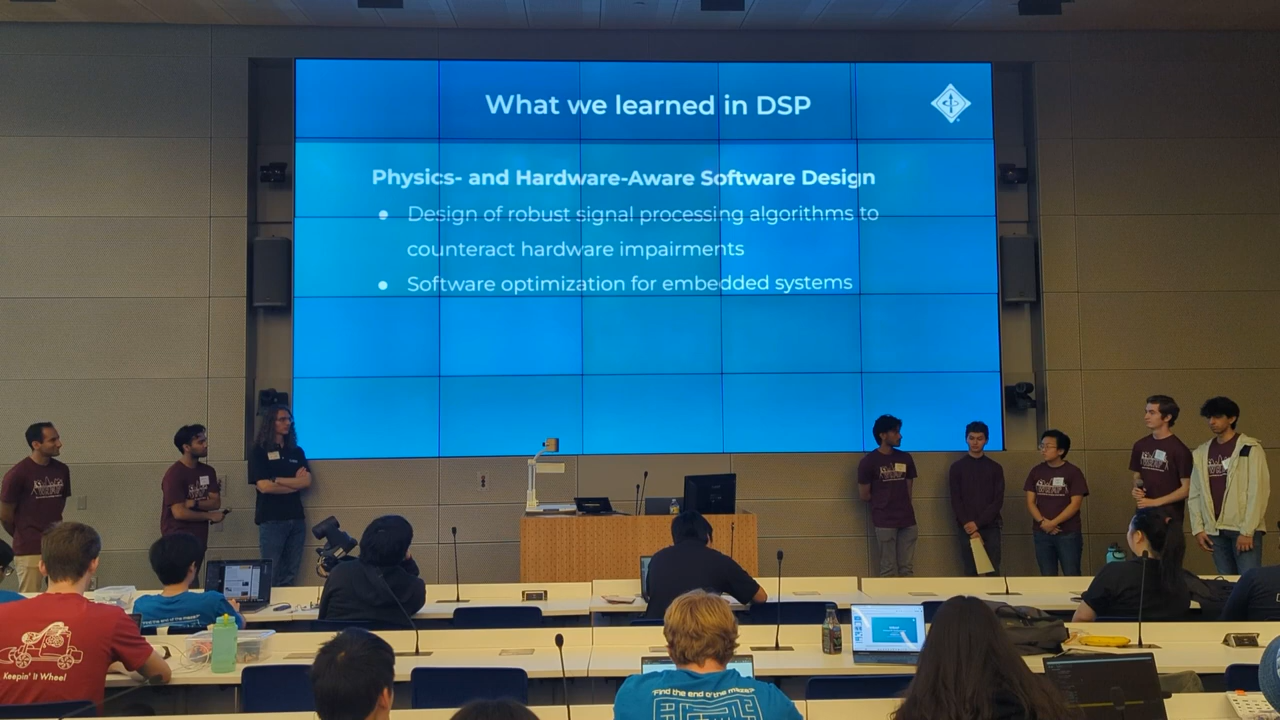 What we learned in DSP
Physics- and Hardware-Aware Software Design
● Design of robust signal processing algorithms to
counteract hardware impairments
● Software optimization for embedded systems
Keepin' It Wheel
"Find the end o' the maze?"